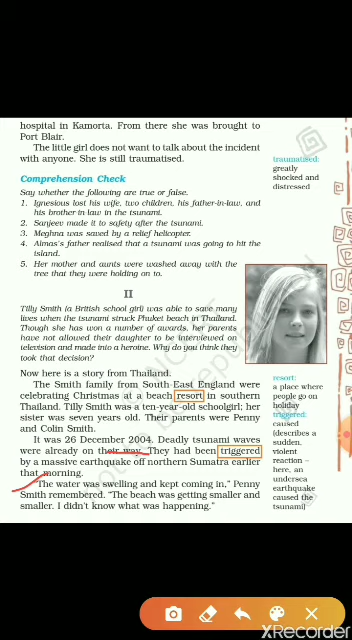 hospital in Kamorta. From there she was brought to
Port Blair.
The little girl does not want to talk about the incident
with anyone. She is still traumatised.
traumatised:
greatly
shocked and
distressed
Comprehension Check
Say whether the following are true or false.
1. Ignesious lost his wife, two children, his father-in-law, and
his brother-in-law in the tsunami.
2. Sanjeev made it to safety after the tsunami.
3. Meghna was saved by a relief helicopter.
4. Almas's father realised that a tsunami was going to hit the
island.
5. Her mother and aunts were washed away with the
tree that they were holding on to.
II
Tilly Smith (a British school girl) was able to save many
lives when the tsunami struck Phuket beach in Thailand.
Though she has won a number of awards, her parents
have not allowed their daughter to be interviewed on
television and made into a heroine. Why do you think they
took that decision?
Now here is a story from Thailand.
The Smith family from South-East England were
celebrating Christmas at a beach resort in southern
Thailand. Tilly Smith was a ten-year-old schoolgirl; her
sister was seven years old. Their parents were Penny
and Colin Smith.
It was 26 December 2004. Deadly tsunami waves
were already on their way. They had been triggered
by a massive earthquake off northern Sumatra earlier
that morning.
"The water was swelling and kept coming in," Penny
Smith remembered. "The beach was getting smaller and
smaller. I didn't know what was happening."
resort:
a place where
people go on
holiday
triggered:
caused
(describes a
sudden,
violent
reaction —
here, an
undersea
earthquake
caused the
tsunami)
XRecorder